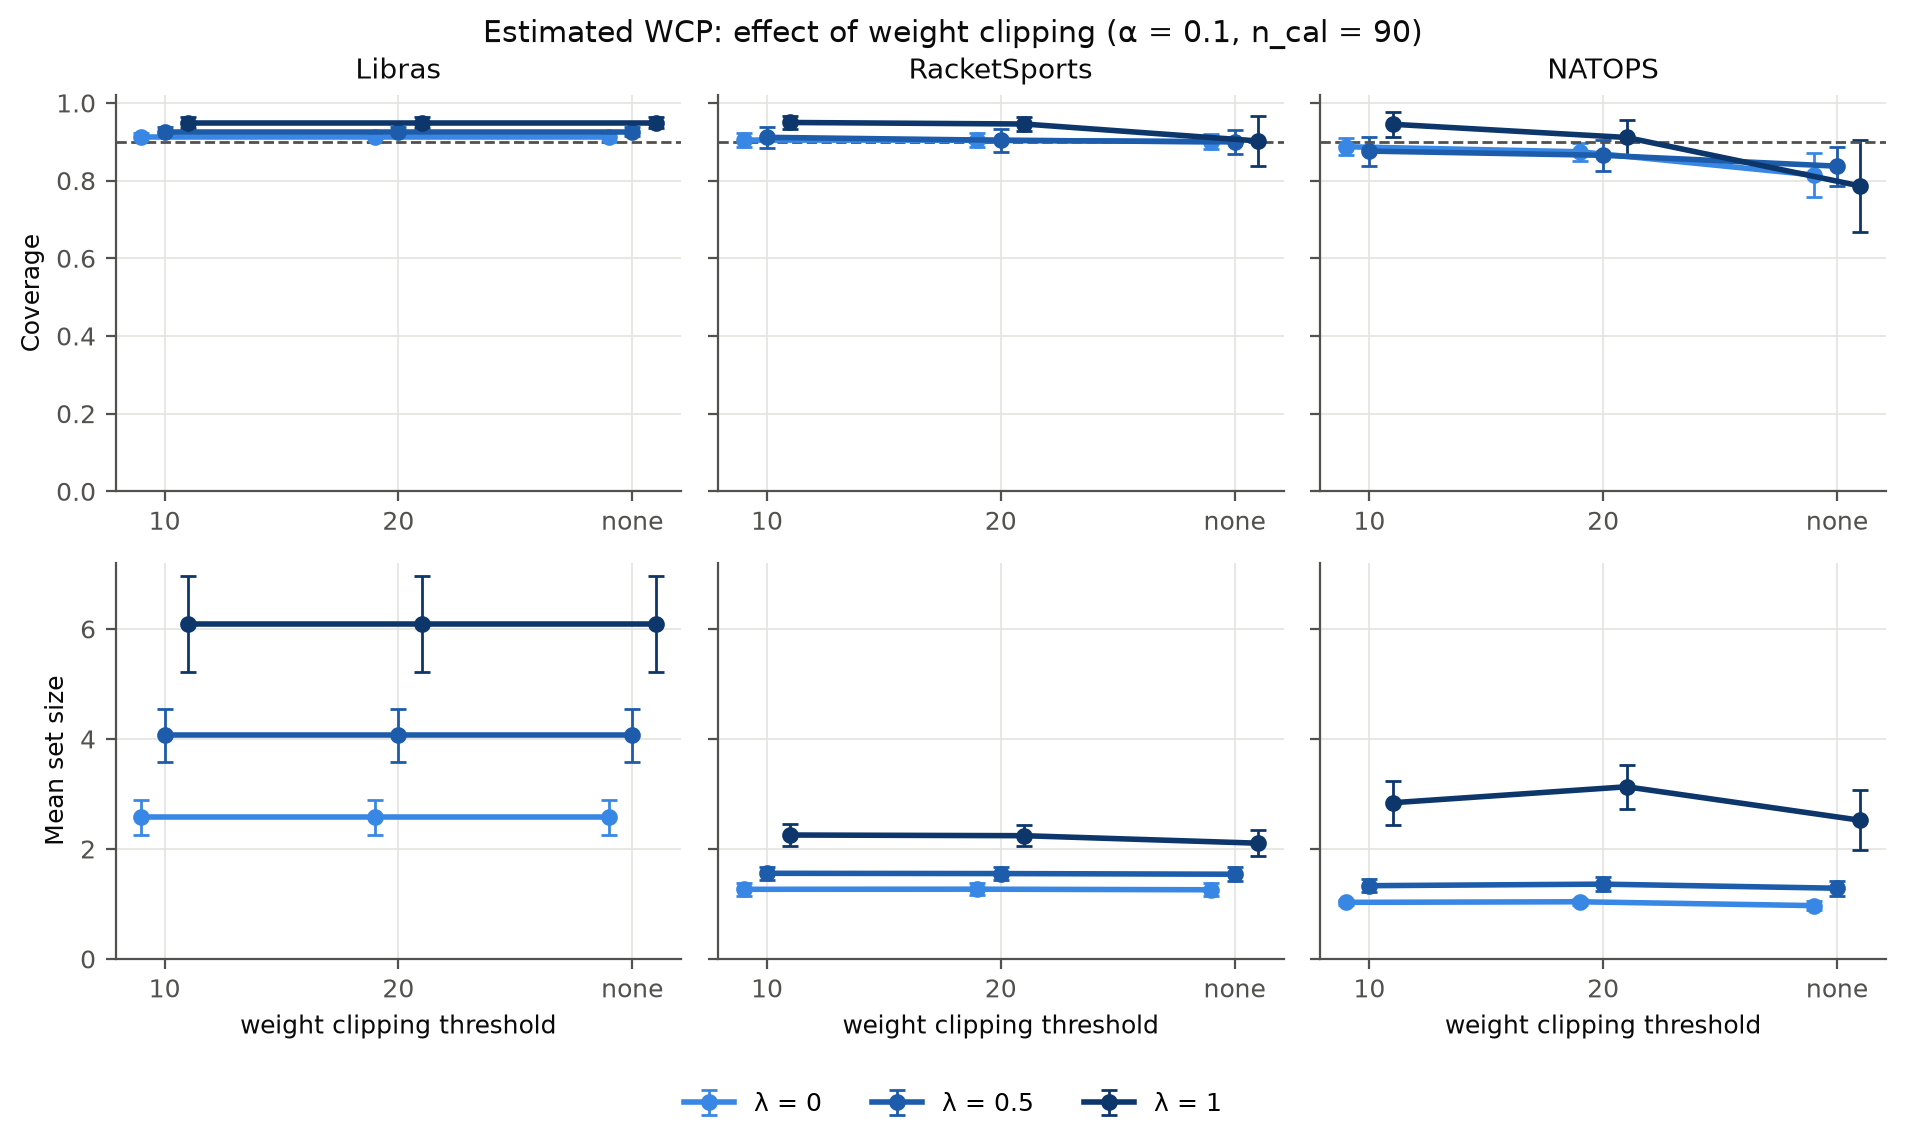 Estimated WCP: effect of weight clipping (α = 0.1, n_cal = 90)
Libras
RacketSports
NATOPS
Coverage
1.0
0.8
0.6
0.4
0.2
0.0
10 20 none
10 20 none
10 20 none
Mean set size
6
4
2
0
10 20 none
10 20 none
10 20 none
weight clipping threshold
weight clipping threshold
weight clipping threshold
λ = 0
λ = 0.5
λ = 1